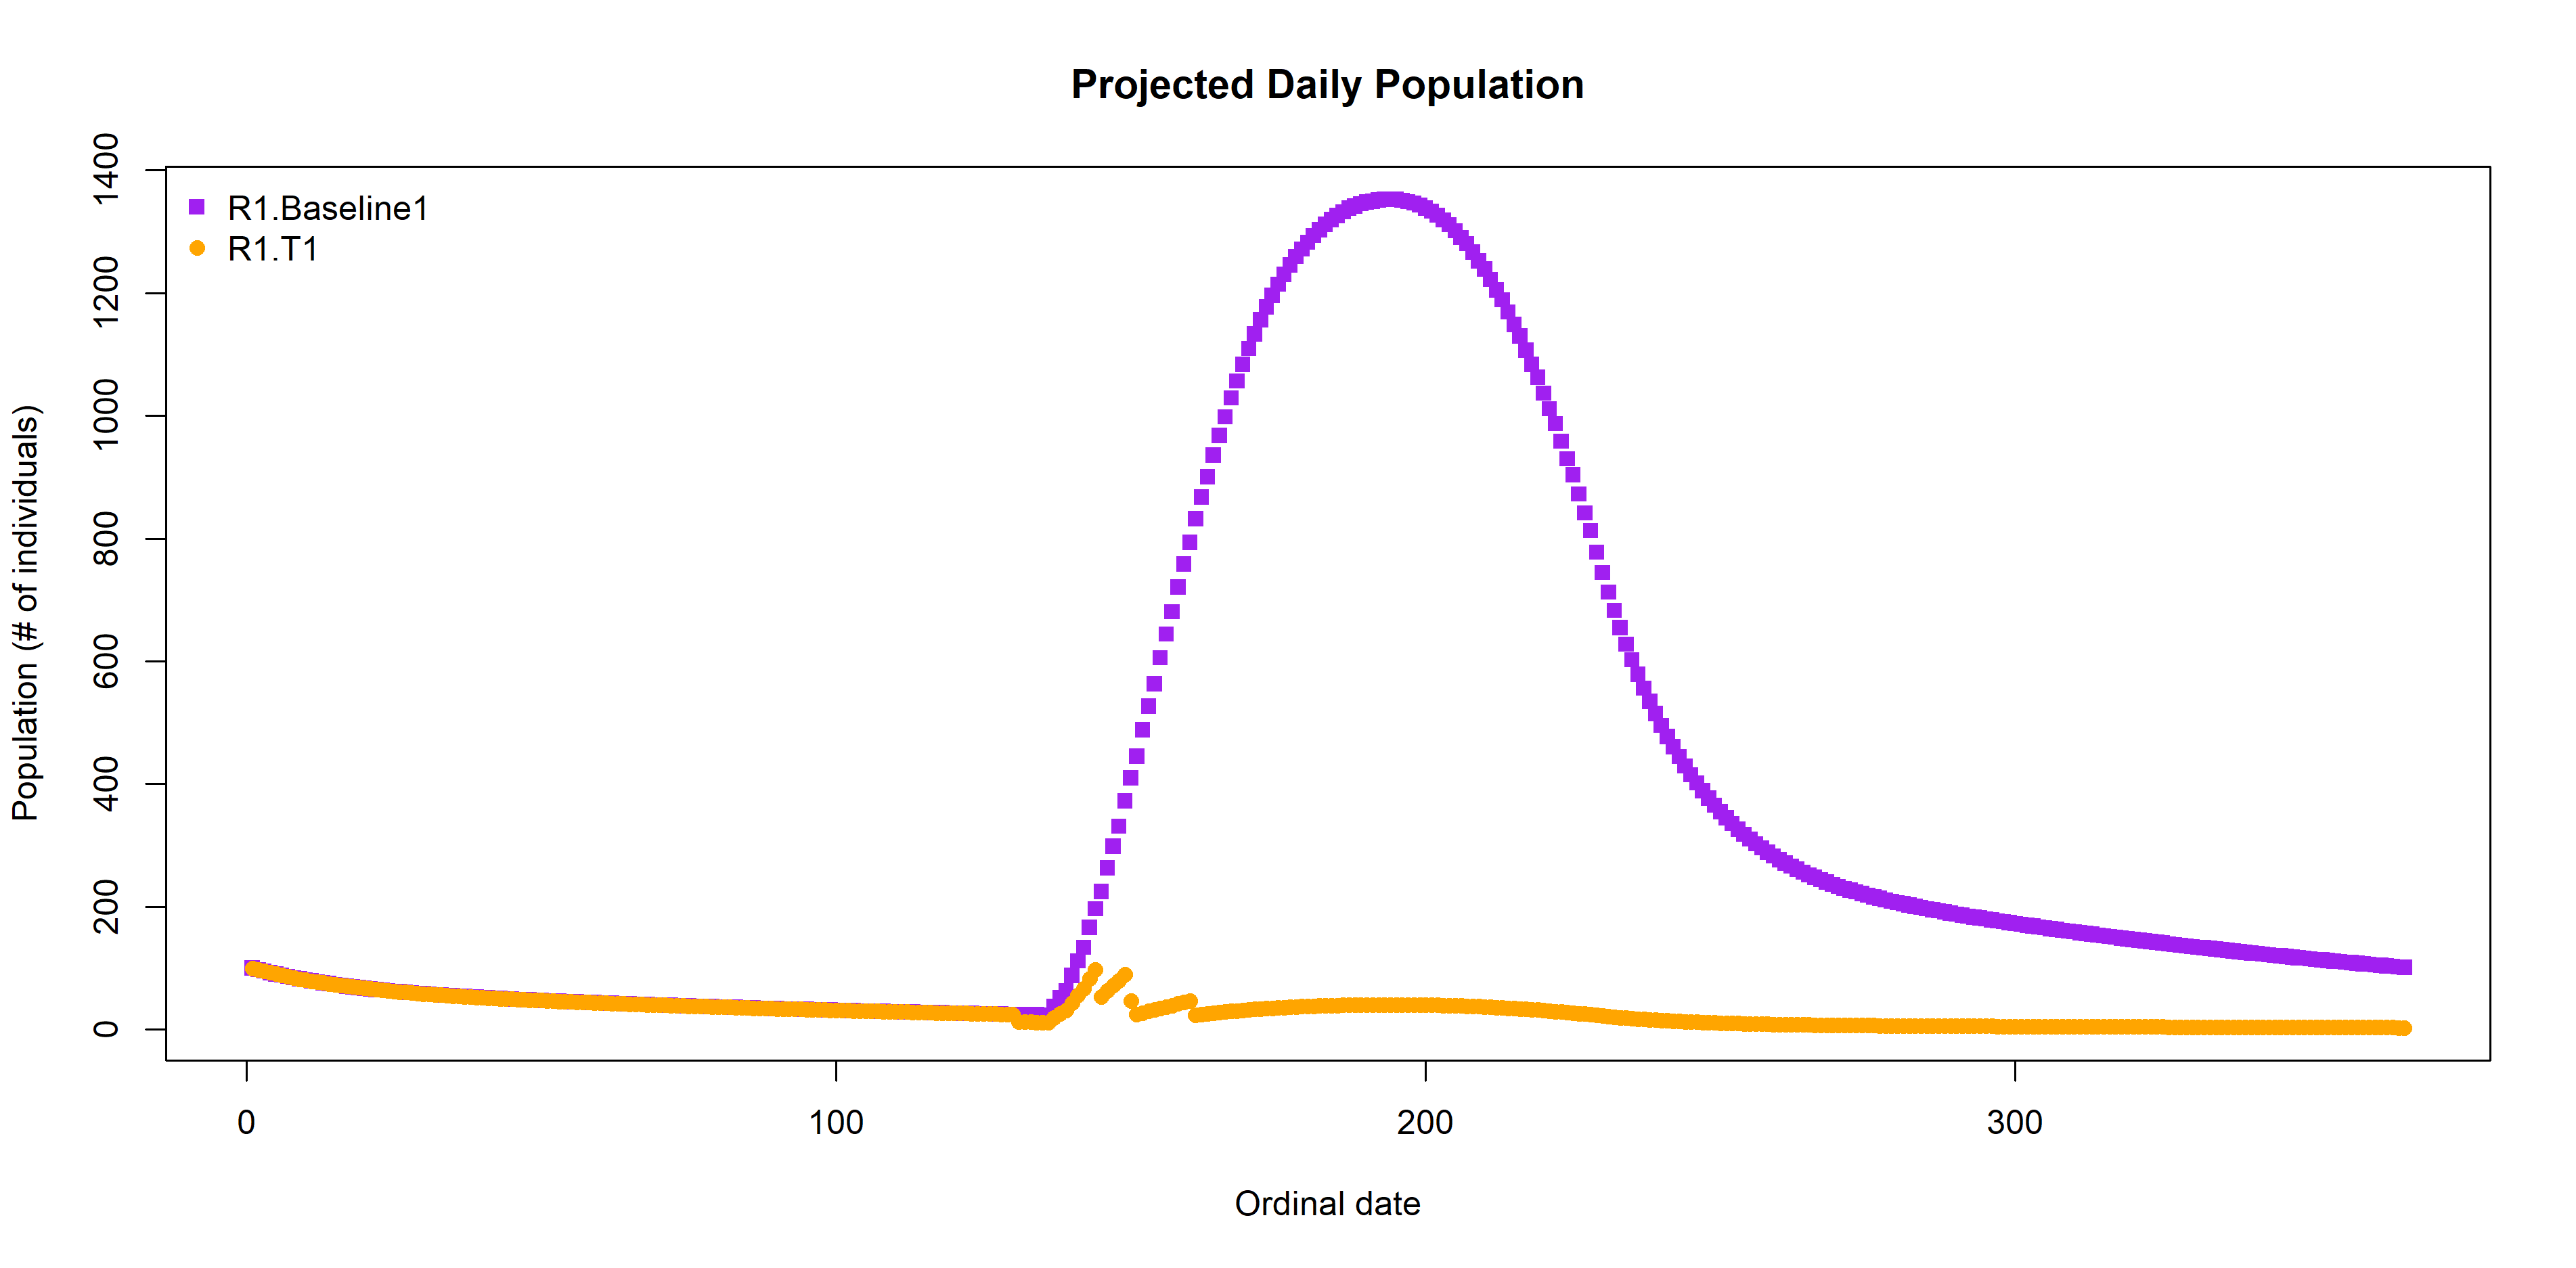 Projected Daily Population
R1.Baseline1
R1.T1
1400
1200
1000
800
600
400
200
0
Population (# of individuals)
0 100 200 300
Ordinal date